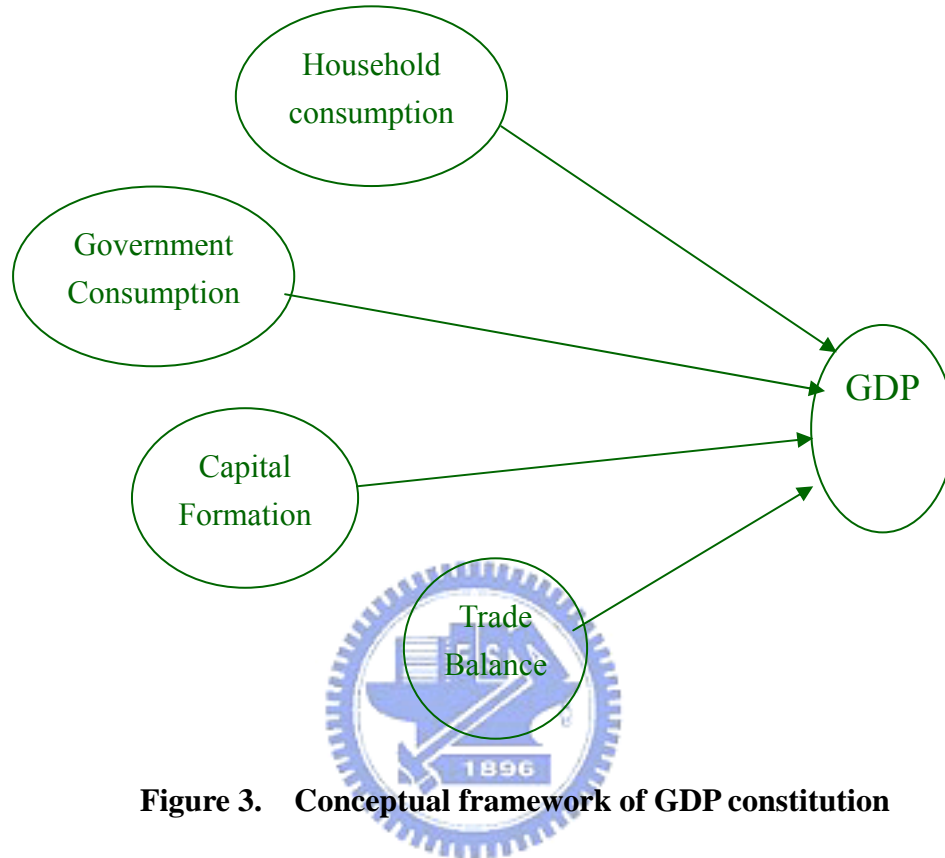 Household
consumption
Government
Consumption
GDP
Capital
Formation
Trade
Balance
1896
Figure 3. Conceptual framework of GDP constitution